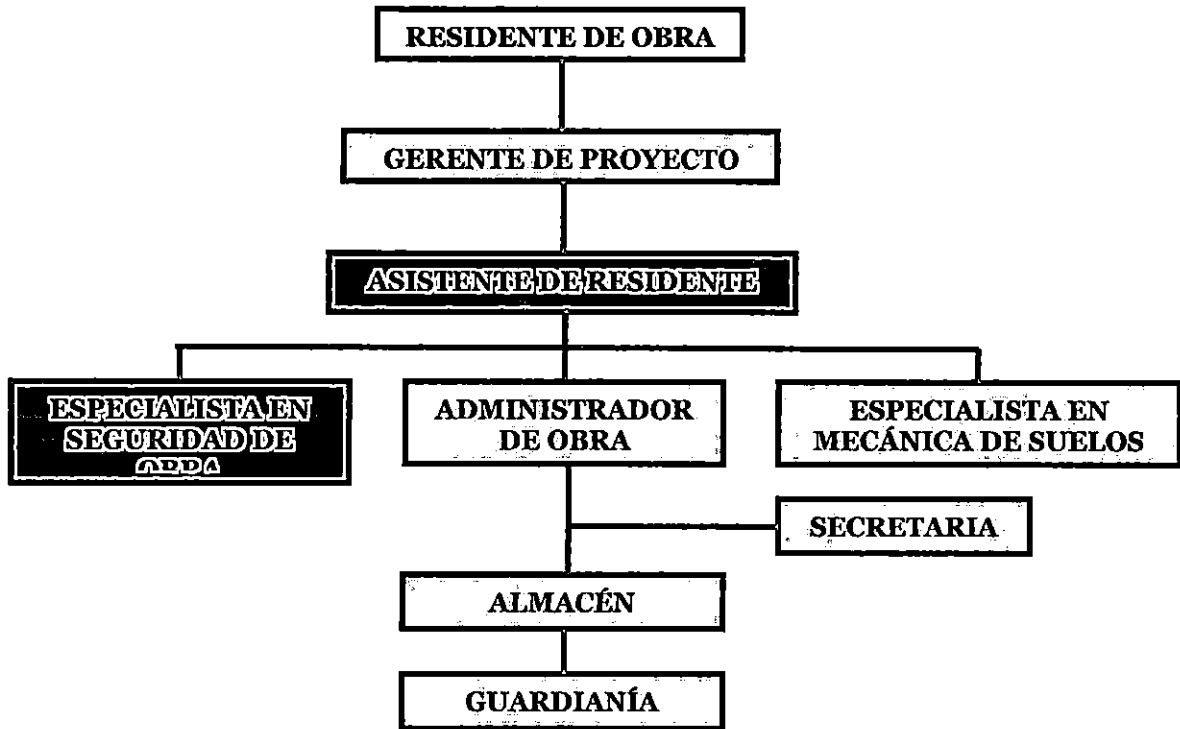 RESIDENTE DE OBRA
GERENTE DE PROYECTO
ASISTENTE DE RESIDENTE
ESPECIALISTA EN
SEGURIDAD DE
OBRA
ADMINISTRADOR
DE OBRA
ESPECIALISTA EN
MECÁNICA DE SUELOS
SECRETARIA
ALMACÉN
GUARDIANÍA